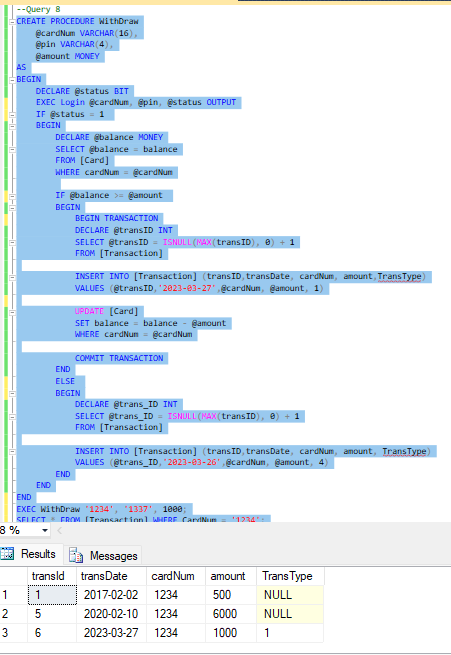 --Query 8
CREATE PROCEDURE WithDraw
@cardNum VARCHAR(16),
@pin VARCHAR(4),
@amount MONEY
AS
BEGIN
DECLARE @status BIT
EXEC Login @cardNum, @pin, @status OUTPUT
IF @status = 1
BEGIN
DECLARE @balance MONEY
SELECT @balance = balance
FROM [Card]
WHERE cardNum = @cardNum
IF @balance >= @amount
BEGIN
BEGIN TRANSACTION
DECLARE @transID INT
SELECT @transID = ISNULL(MAX(transID), 0) + 1
FROM [Transaction]
INSERT INTO [Transaction] (transID,transDate, cardNum, amount,TransType)
VALUES (@transID,'2023-03-27',@cardNum, @amount, 1)
UPDATE [Card]
SET balance = balance - @amount
WHERE cardNum = @cardNum
COMMIT TRANSACTION
END
ELSE
BEGIN
DECLARE @trans_ID INT
SELECT @trans_ID = ISNULL(MAX(transID), 0) + 1
FROM [Transaction]
INSERT INTO [Transaction] (transID,transDate, cardNum, amount, TransType)
VALUES (@trans_ID,'2023-03-26',@cardNum, @amount, 4)
END
END
END
EXEC WithDraw '1234', '1337', 1000;
SELECT * FROM [Transaction] WHERE CardNum = '1234';
8 %
Results Messages
transId transDate cardNum amount TransType
1 1 2017-02-02 1234 500 NULL
2 5 2020-02-10 1234 6000 NULL
3 6 2023-03-27 1234 1000 1